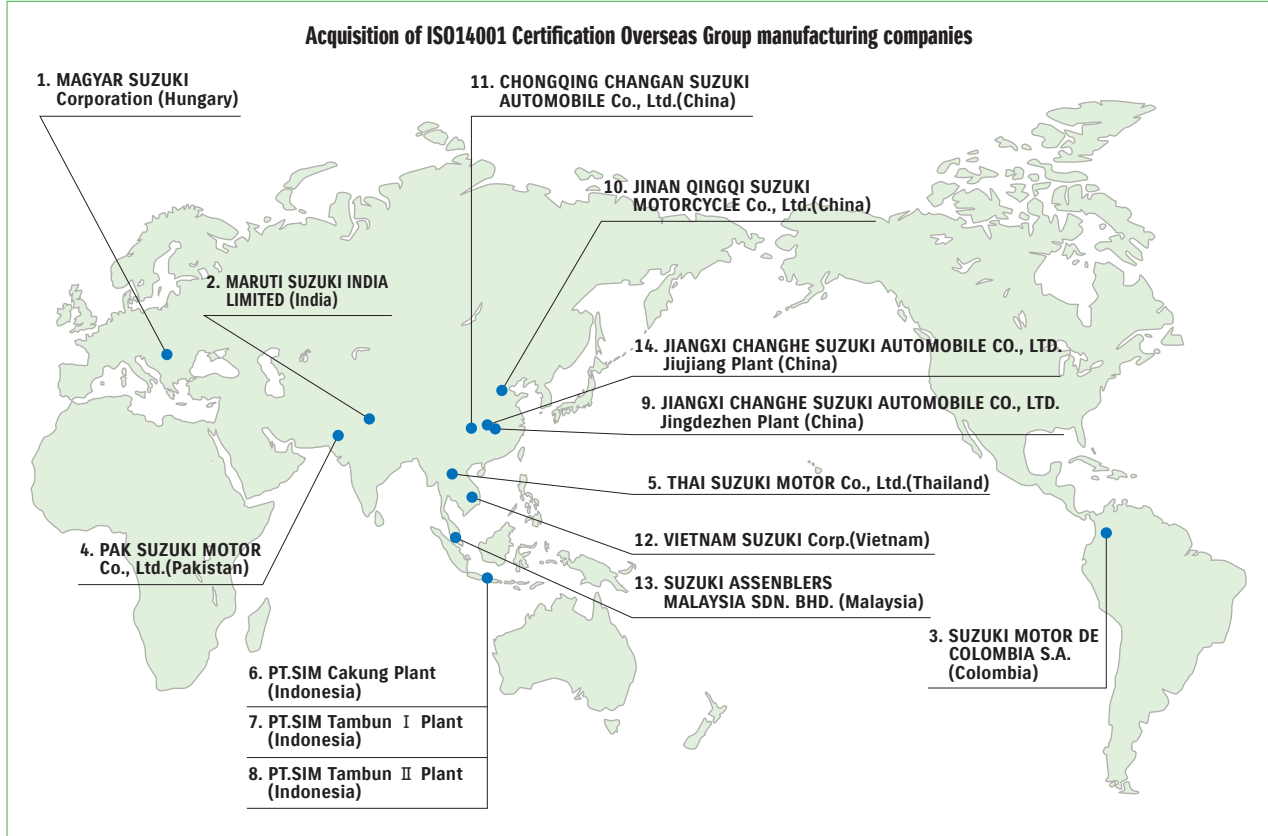 Acquisition of ISO14001 Certification Overseas Group manufacturing companies
1. MAGYAR SUZUKI
Corporation (Hungary)
11. CHONGQING CHANGAN SUZUKI
AUTOMOBILE Co., Ltd.(China)
10. JINAN QINGQI SUZUKI
MOTORCYCLE Co., Ltd.(China)
2. MARUTI SUZUKI INDIA
LIMITED (India)
14. JIANGXI CHANGHE SUZUKI AUTOMOBILE CO., LTD.
Jiujiang Plant (China)
9. JIANGXI CHANGHE SUZUKI AUTOMOBILE CO., LTD.
Jingdezhen Plant (China)
5. THAI SUZUKI MOTOR Co., Ltd.(Thailand)
4. PAK SUZUKI MOTOR
Co., Ltd.(Pakistan)
12. VIETNAM SUZUKI Corp.(Vietnam)
13. SUZUKI ASSENBLERS
MALAYSIA SDN. BHD. (Malaysia)
3. SUZUKI MOTOR DE
COLOMBIA S.A.
(Colombia)
6. PT.SIM Cakung Plant
(Indonesia)
7. PT.SIM Tambun Ⅰ Plant
(Indonesia)
8. PT.SIM Tambun Ⅱ Plant
(Indonesia)